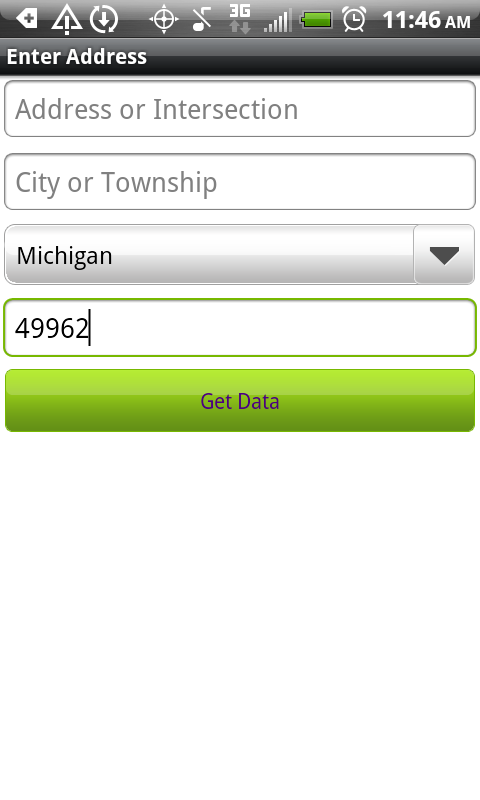 3G
11:46 AM
Enter Address
Address or Intersection
City or Township
Michigan
49962
Get Data